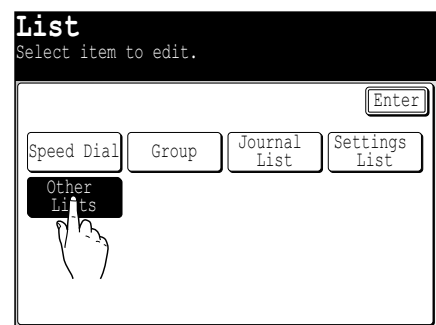 List
Select item to edit.
Enter
Speed Dial
Group
Journal
List
Settings
List
Other
Lists